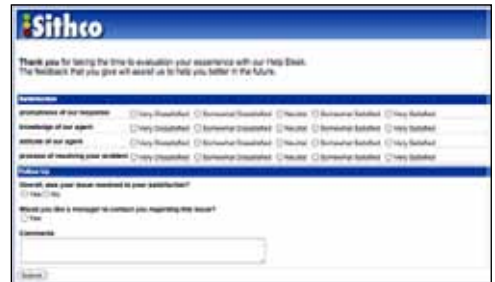 Sithco
Thank you for taking the time to evaluation your experience with our Help Desk.
The feedback that you give will assist us to help you better in the future.
Satisfaction
promptness of our response Very Dissatisfied Somewhat Dissatisfied Neutral Somewhat Satisfied Very Satisfied
knowledge of our agent Very Dissatisfied Somewhat Dissatisfied Neutral Somewhat Satisfied Very Satisfied
attitude of our agent Very Dissatisfied Somewhat Dissatisfied Neutral Somewhat Satisfied Very Satisfied
process of resolving your problem Very Dissatisfied Somewhat Dissatisfied Neutral Somewhat Satisfied Very Satisfied
Follow Up
Overall, was your issue resolved to your satisfaction?
Yes No
Would you like a manager to contact you regarding this issue?
Yes
Comments
Submit